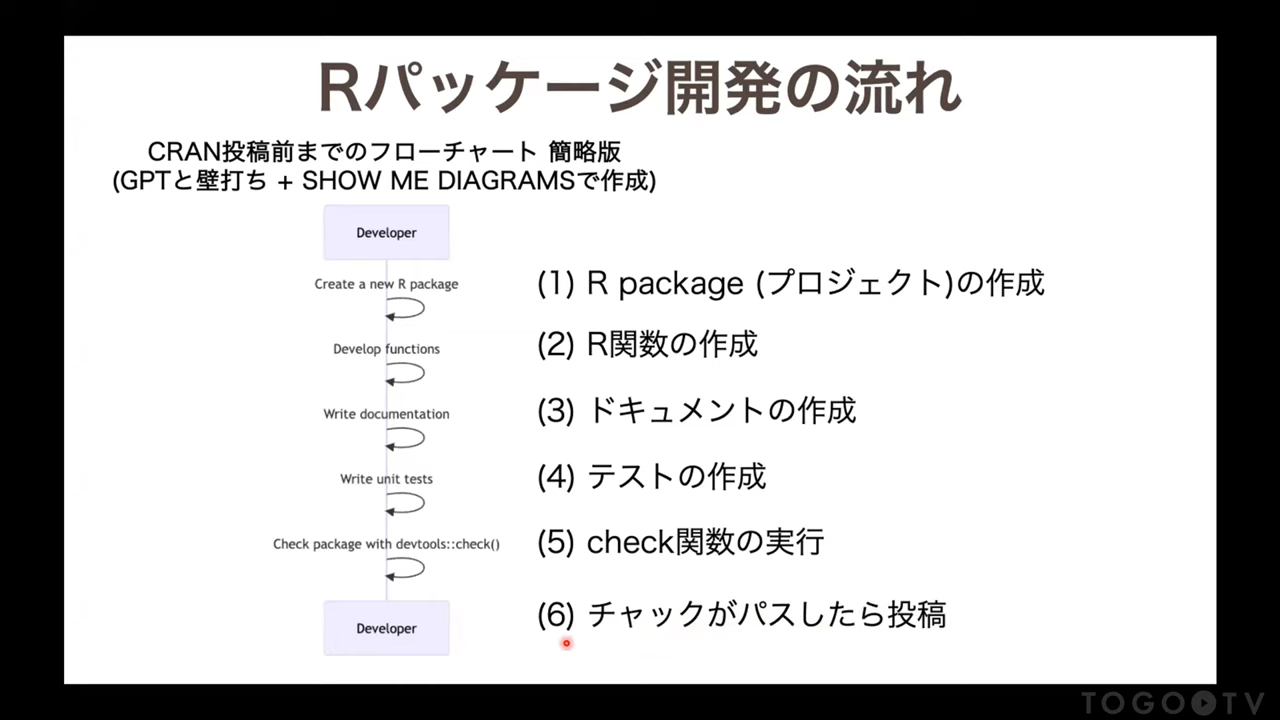 Rパッケージ開発の流れ
CRAN投稿前までのフローチャート 簡略版
(GPTと壁打ち + SHOW ME DIAGRAMSで作成)
Developer
Create a new R package
(1) R package (プロジェクト)の作成
Develop functions
(2) R関数の作成
Write documentation
(3) ドキュメントの作成
Write unit tests
(4) テストの作成
Check package with devtools::check()
(5) check関数の実行
Developer
(6) チャックがパスしたら投稿
TOGO TV